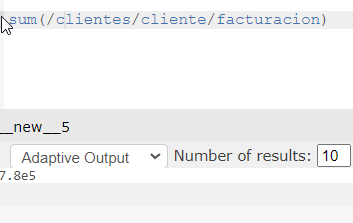 sum(/clientes/cliente/facturacion)
__new__5
Adaptive Output
Number of results: 10
7.8e5